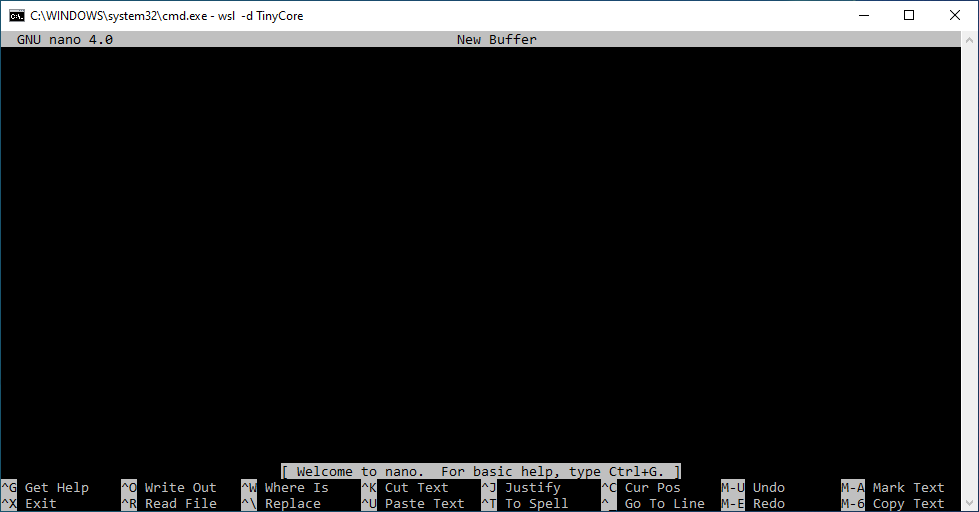 C:\WINDOWS\system32\cmd.exe - wsl  -d TinyCore
GNU nano 4.0 New Buffer
[ Welcome to nano.  For basic help, type Ctrl+G. ]
^G Get Help ^O Write Out ^W Where Is ^K Cut Text ^J Justify ^C Cur Pos M-U Undo M-A Mark Text
^X Exit ^R Read File ^\ Replace ^U Paste Text ^T To Spell ^_ Go To Line M-E Redo M-6 Copy Text